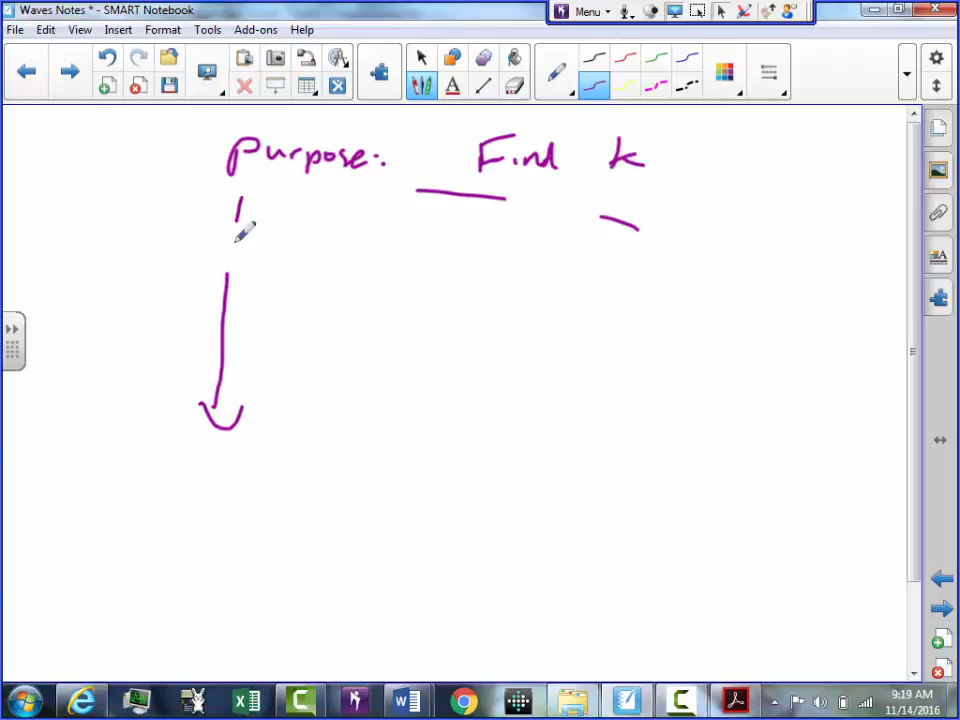 Waves Notes * - SMART Notebook
Menu
File Edit View Insert Format Tools Add-ons Help
Purpose: Find k
9:19 AM
11/14/2016